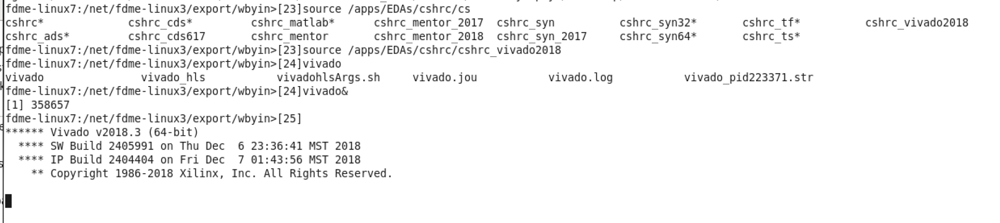 fdme-linux7:/net/fdme-linux3/export/wbyin>[23]source /apps/EDAs/cshrc/cs
cshrc* cshrc_cds* cshrc_matlab* cshrc_mentor_2017 cshrc_syn cshrc_syn32* cshrc_tf* cshrc_vivado2018
cshrc_ads* cshrc_cds617 cshrc_mentor cshrc_mentor_2018 cshrc_syn_2017 cshrc_syn64* cshrc_ts*
fdme-linux7:/net/fdme-linux3/export/wbyin>[23]source /apps/EDAs/cshrc/cshrc_vivado2018
fdme-linux7:/net/fdme-linux3/export/wbyin>[24]vivado
vivado vivado_hls vivadohlsArgs.sh vivado.jou vivado.log vivado_pid223371.str
fdme-linux7:/net/fdme-linux3/export/wbyin>[24]vivado&
[1] 358657
fdme-linux7:/net/fdme-linux3/export/wbyin>[25]
****** Vivado v2018.3 (64-bit)
**** SW Build 2405991 on Thu Dec 6 23:36:41 MST 2018
**** IP Build 2404404 on Fri Dec 7 01:43:56 MST 2018
** Copyright 1986-2018 Xilinx, Inc. All Rights Reserved.